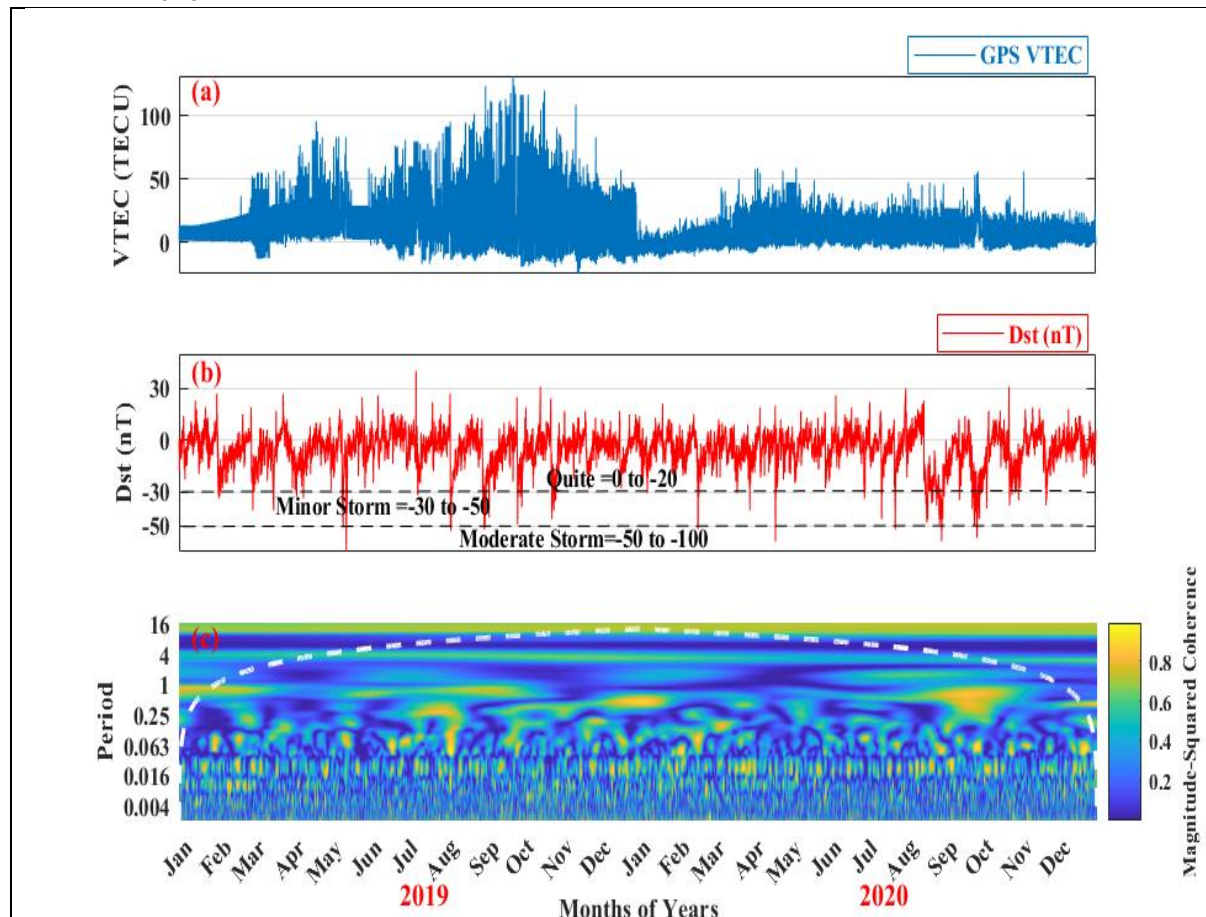 GPS VTEC
(a)
VTEC (TECU)
100
50
0
Dst (nT)
(b)
Dst (nT)
30
0
-30
-50
Quite =0 to -20
Minor Storm =-30 to -50
Moderate Storm=-50 to -100
(c)
Period
16
4
1
0.25
0.063
0.016
0.004
Magnitude-Squared Coherence
0.8
0.6
0.4
0.2
Jan Feb Mar Apr May Jun Jul Aug Sep Oct Nov Dec Jan Feb Mar Apr May Jun Jul Aug Sep Oct Nov Dec
2019 2020
Months of Years